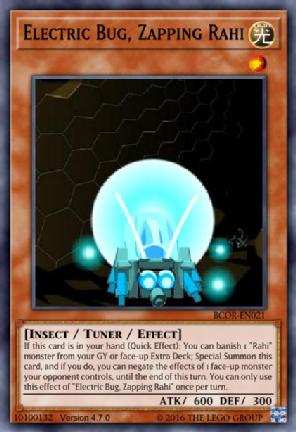 Electric Bug, Zapping Rahi
LIGHT
光
BCOR-EN021
[Insect / Tuner / Effect]
If this card is in your hand (Quick Effect): You can banish 1 "Rahi"
monster from your GY or face-up Extra Deck; Special Summon this
card, and if you do, you can negate the effects of 1 face-up monster
your opponent controls, until the end of this turn. You can only use
this effect of "Electric Bug, Zapping Rahi" once per turn.
ATK/ 600 DEF/ 300
10100132 Version 4.7.0 ©2016 THE LEGO GROUP